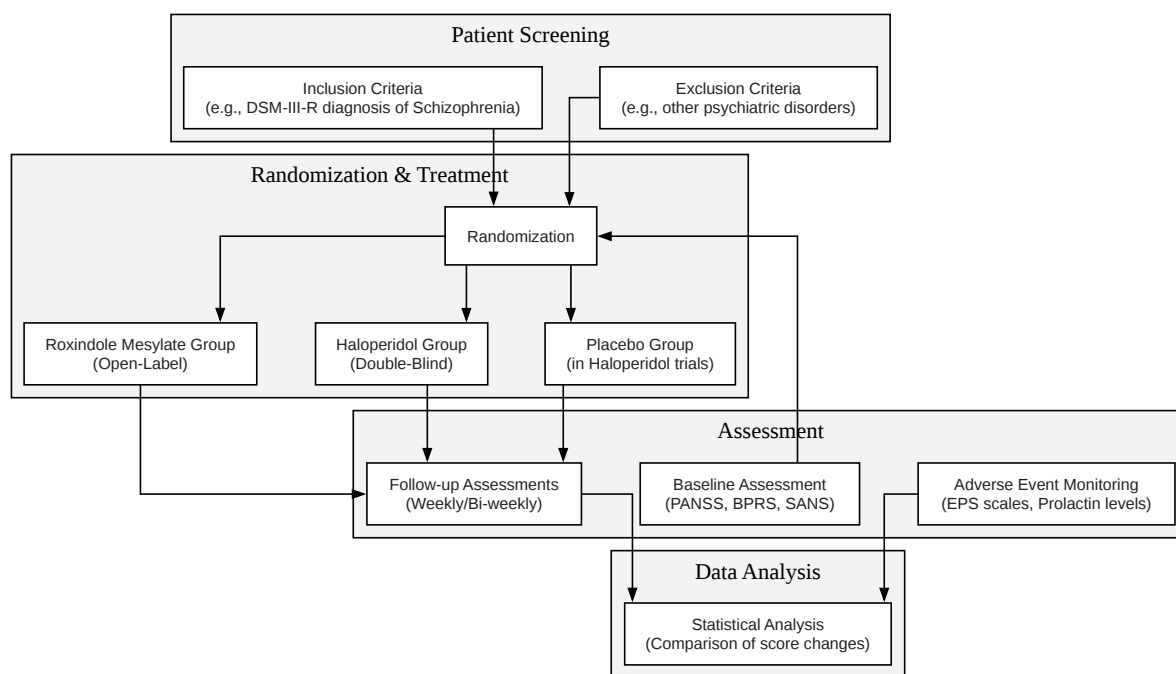 Patient Screening
Inclusion Criteria
(e.g., DSM-III-R diagnosis of Schizophrenia)
Exclusion Criteria
(e.g., other psychiatric disorders)
Randomization & Treatment
Randomization
Roxindole Mesylate Group
(Open-Label)
Haloperidol Group
(Double-Blind)
Placebo Group
(in Haloperidol trials)
Assessment
Follow-up Assessments
(Weekly/Bi-weekly)
Baseline Assessment
(PANSS, BPRS, SANS)
Adverse Event Monitoring
(EPS scales, Prolactin levels)
Data Analysis
Statistical Analysis
(Comparison of score changes)